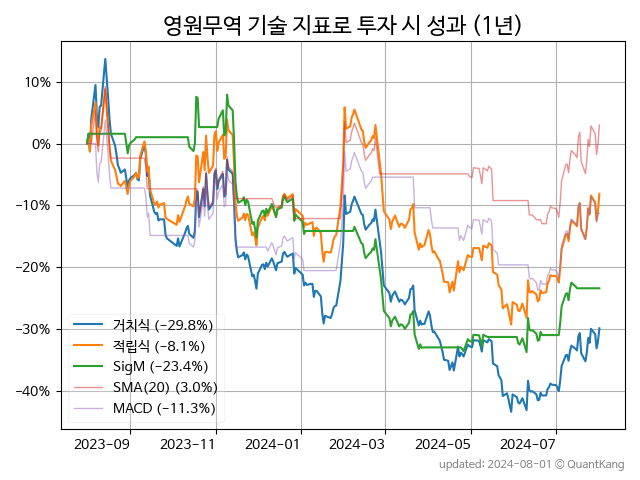 영원무역 기술 지표로 투자 시 성과 (1년)
10%
0%
−10%
−20%
−30%
−40%
거치식 (−29.8%)
적립식 (−8.1%)
SigM (−23.4%)
SMA(20) (3.0%)
MACD (−11.3%)
2023-09 2023-11 2024-01 2024-03 2024-05 2024-07
updated: 2024-08-01 © QuantKang